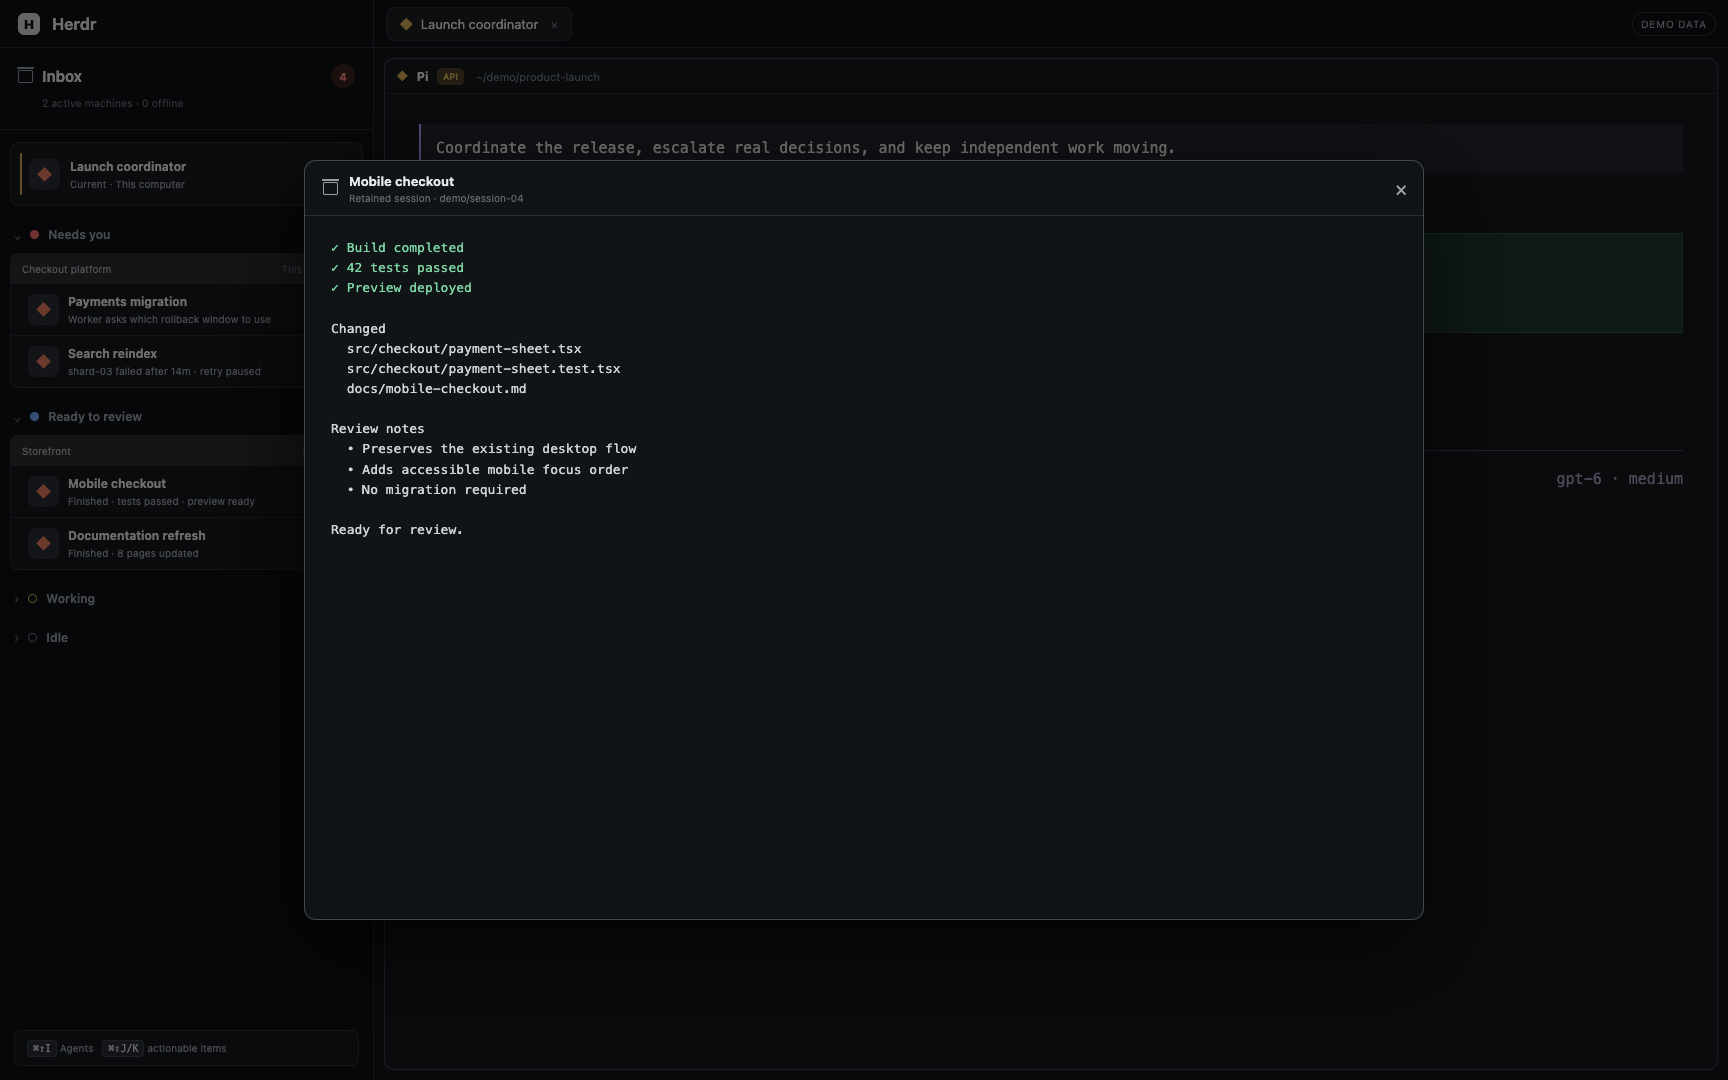 H Herdr
Inbox
4
2 active machines · 0 offline
Launch coordinator
Current · This computer
Needs you
Checkout platform
This
Payments migration
Worker asks which rollback window to use
Search reindex
shard-03 failed after 14m · retry paused
Ready to review
Storefront
Mobile checkout
Finished · tests passed · preview ready
Documentation refresh
Finished · 8 pages updated
Working
Idle
⌘⇧I Agents ⌘⇧J/K actionable items
Launch coordinator ×
DEMO DATA
Pi API ~/demo/product-launch
Coordinate the release, escalate real decisions, and keep independent work moving.
gpt-6 · medium
Mobile checkout
Retained session · demo/session-04
×
✓ Build completed
✓ 42 tests passed
✓ Preview deployed
Changed
src/checkout/payment-sheet.tsx
src/checkout/payment-sheet.test.tsx
docs/mobile-checkout.md
Review notes
• Preserves the existing desktop flow
• Adds accessible mobile focus order
• No migration required
Ready for review.